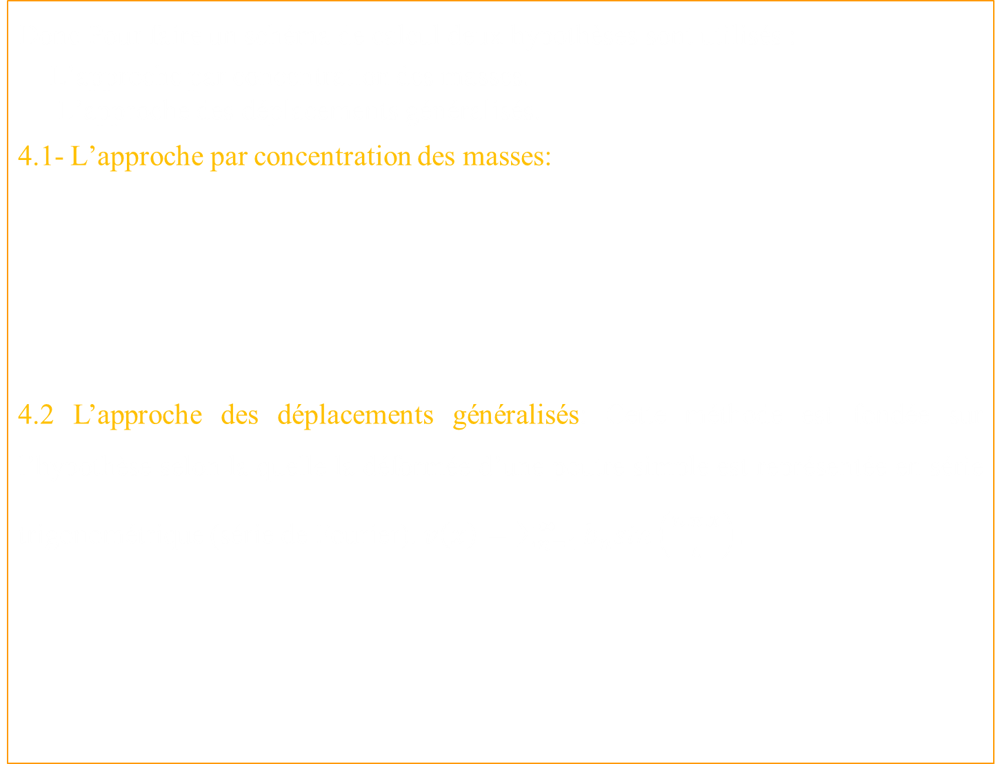 4.1- L’approche par concentration des masses:
4.2 L’approche des déplacements généralisés